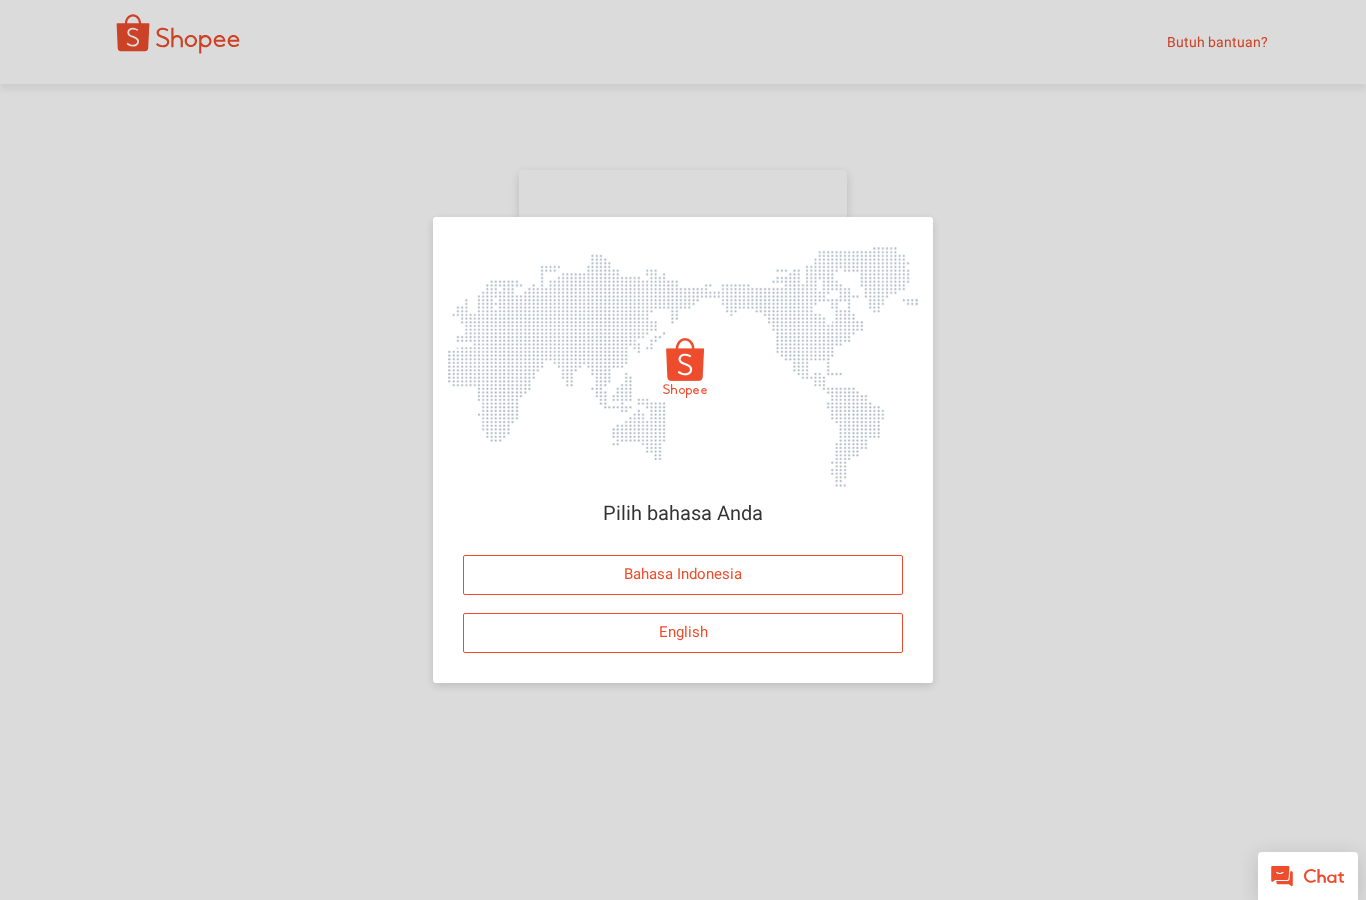 Shopee
Butuh bantuan?
Shopee
Pilih bahasa Anda
Bahasa Indonesia
English
Chat